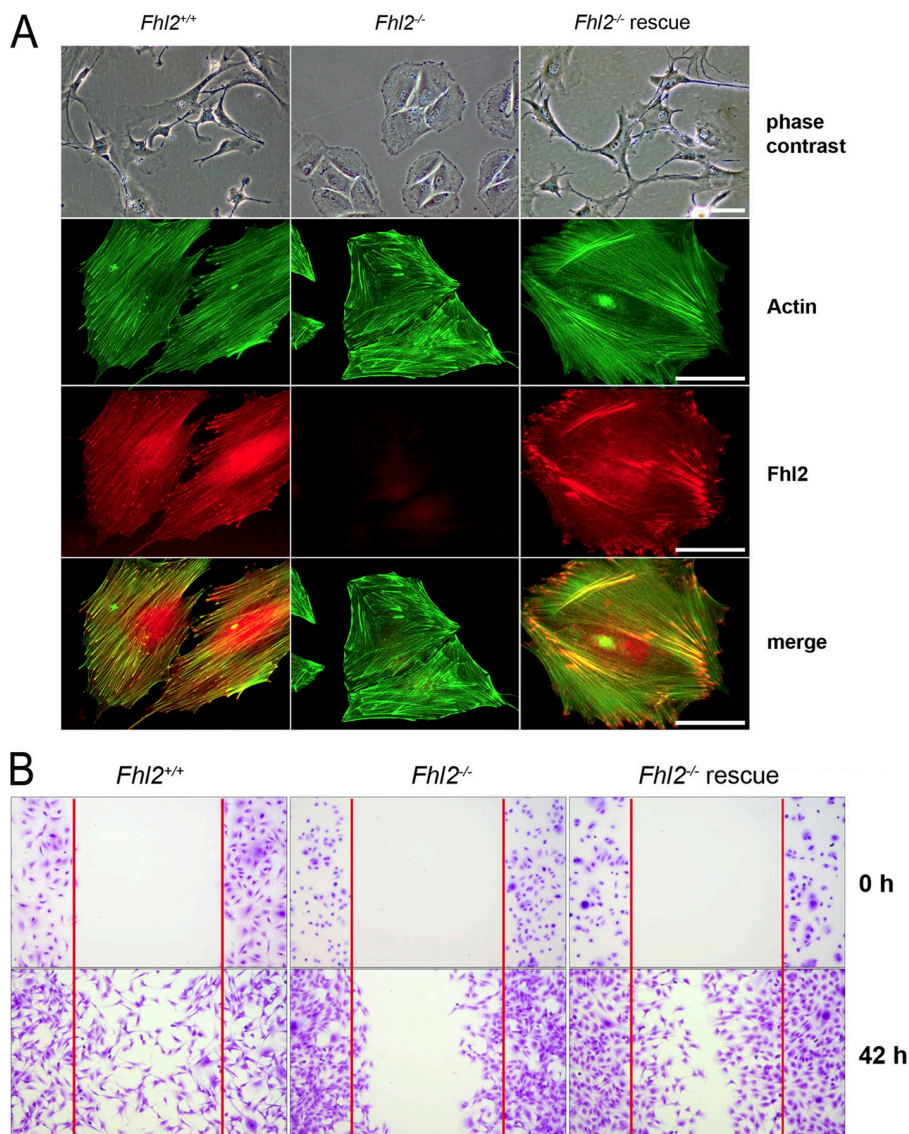 A
Fhl2+/+ Fhl2-/- Fhl2-/- rescue
phase
contrast
Actin
Fhl2
merge
B
Fhl2+/+ Fhl2-/- Fhl2-/- rescue
0 h
42 h